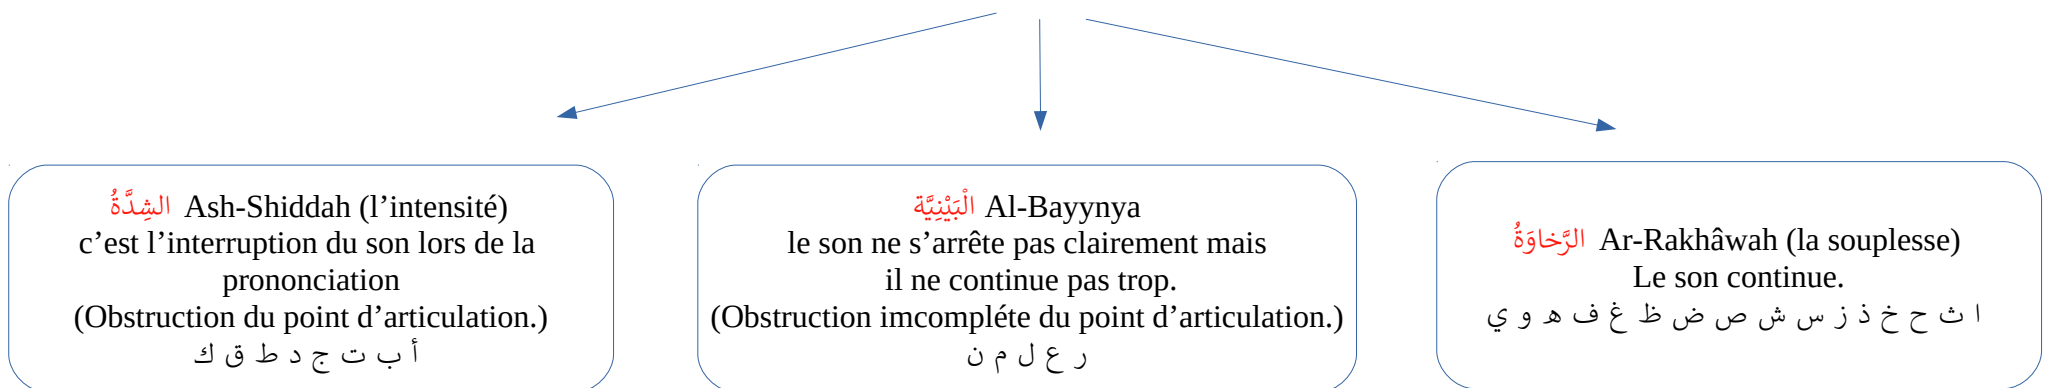 الشِدَّةُ Ash-Shiddah (l’intensité)
c’est l’interruption du son lors de la
prononciation
(Obstruction du point d’articulation.)
أ ب ت ج د ط ق ك
الْبَيْنِيَّة Al-Bayynya
le son ne s’arrête pas clairement mais
il ne continue pas trop.
(Obstruction imcompléte du point d’articulation.)
ر ع ل م ن
الرَّخاوَةُ Ar-Rakhâwah (la souplesse)
Le son continue.
ا ث ح خ ذ ز س ش ص ض ظ غ ف ه و ي